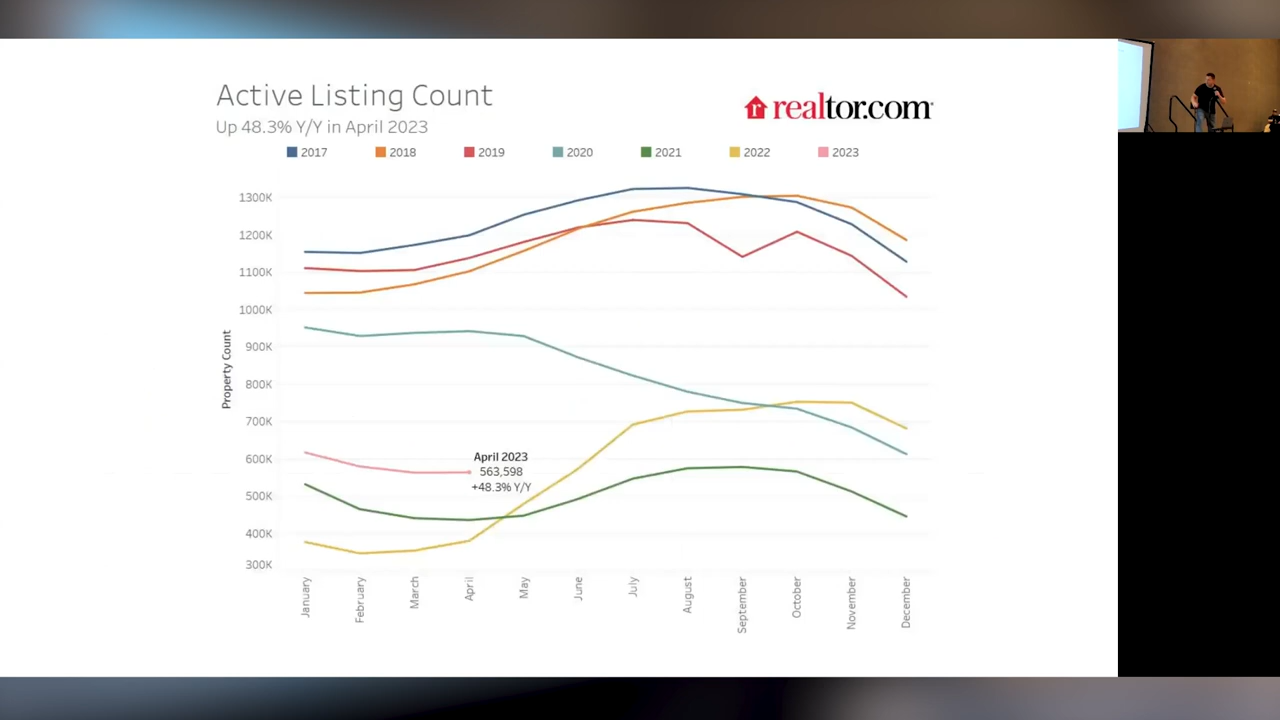 Active Listing Count
Up 48.3% Y/Y in April 2023
realtor.com
2017 2018 2019 2020 2021 2022 2023
Property Count
1300K
1200K
1100K
1000K
900K
800K
700K
600K
500K
400K
300K
April 2023
563,598
+48.3% Y/Y
January
February
March
April
May
June
July
August
September
October
November
December